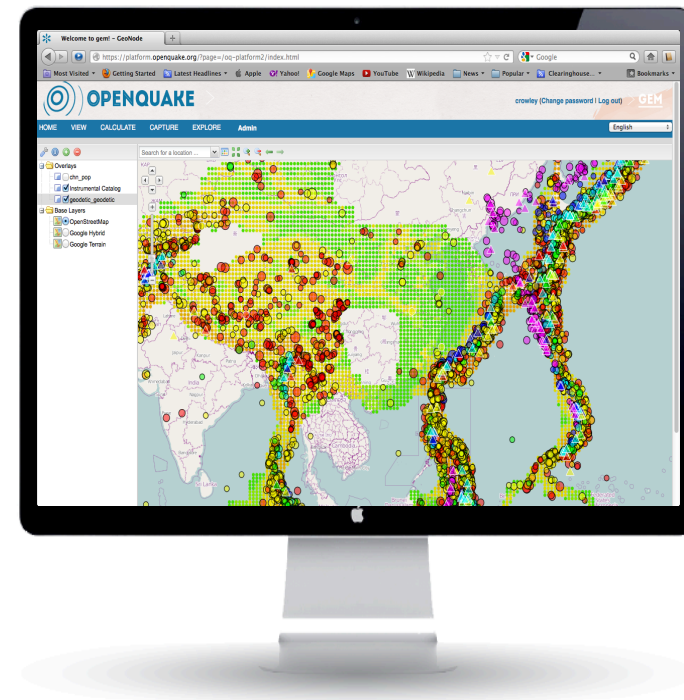 Welcome to gem! – GeoNode
https://platform.openquake.org/?page=/oq-platform2/index.html
Google
Most Visited
Getting Started
Latest Headlines
Apple
Yahoo!
Google Maps
YouTube
Wikipedia
News
Popular
Clearinghouse...
Bookmarks
OPENQUAKE
crowley (Change password | Log out)
GEM
HOME VIEW CALCULATE CAPTURE EXPLORE Admin
English
Search for a location ...
Overlays
chn_pop
Instrumental Catalog
geodetic_geodetic
Base Layers
OpenStreetMap
Google Hybrid
Google Terrain
India
Cambodia